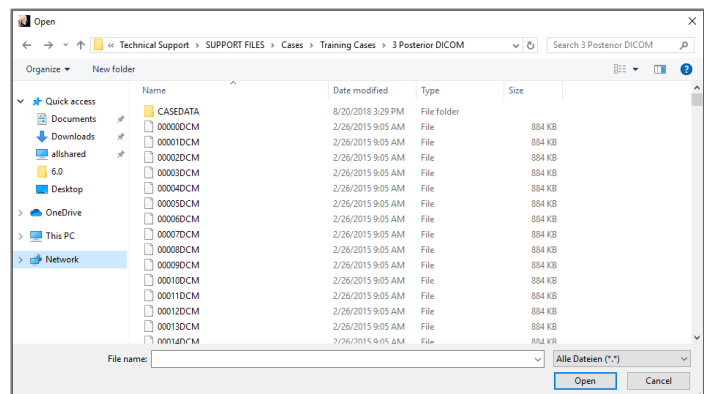 Open
« Technical Support > SUPPORT FILES > Cases > Training Cases > 3 Posterior DICOM
Search 3 Posterior DICOM
Organize New folder
Name Date modified Type Size
Quick access
Documents
Downloads
allshared
6.0
Desktop
OneDrive
This PC
Network
CASEDATA 8/20/2018 3:29 PM File folder
00000DCM 2/26/2015 9:05 AM File 884 KB
00001DCM 2/26/2015 9:05 AM File 884 KB
00002DCM 2/26/2015 9:05 AM File 884 KB
00003DCM 2/26/2015 9:05 AM File 884 KB
00004DCM 2/26/2015 9:05 AM File 884 KB
00005DCM 2/26/2015 9:05 AM File 884 KB
00006DCM 2/26/2015 9:05 AM File 884 KB
00007DCM 2/26/2015 9:05 AM File 884 KB
00008DCM 2/26/2015 9:05 AM File 884 KB
00009DCM 2/26/2015 9:05 AM File 884 KB
00010DCM 2/26/2015 9:05 AM File 884 KB
00011DCM 2/26/2015 9:05 AM File 884 KB
00012DCM 2/26/2015 9:05 AM File 884 KB
00013DCM 2/26/2015 9:05 AM File 884 KB
00014DCM 2/26/2015 9:05 AM File 884 KB
File name:
Alle Dateien (*.*)
Open Cancel